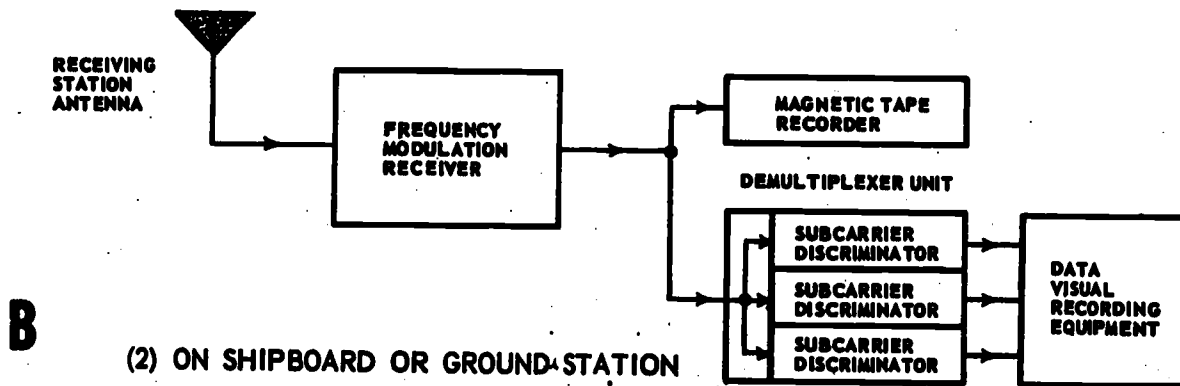 RECEIVING
STATION
ANTENNA
FREQUENCY
MODULATION
RECEIVER
MAGNETIC TAPE
RECORDER
DEMULTIPLEXER UNIT
SUBCARRIER
DISCRIMINATOR
SUBCARRIER
DISCRIMINATOR
SUBCARRIER
DISCRIMINATOR
DATA
VISUAL
RECORDING
EQUIPMENT
B
(2) ON SHIPBOARD OR GROUND STATION